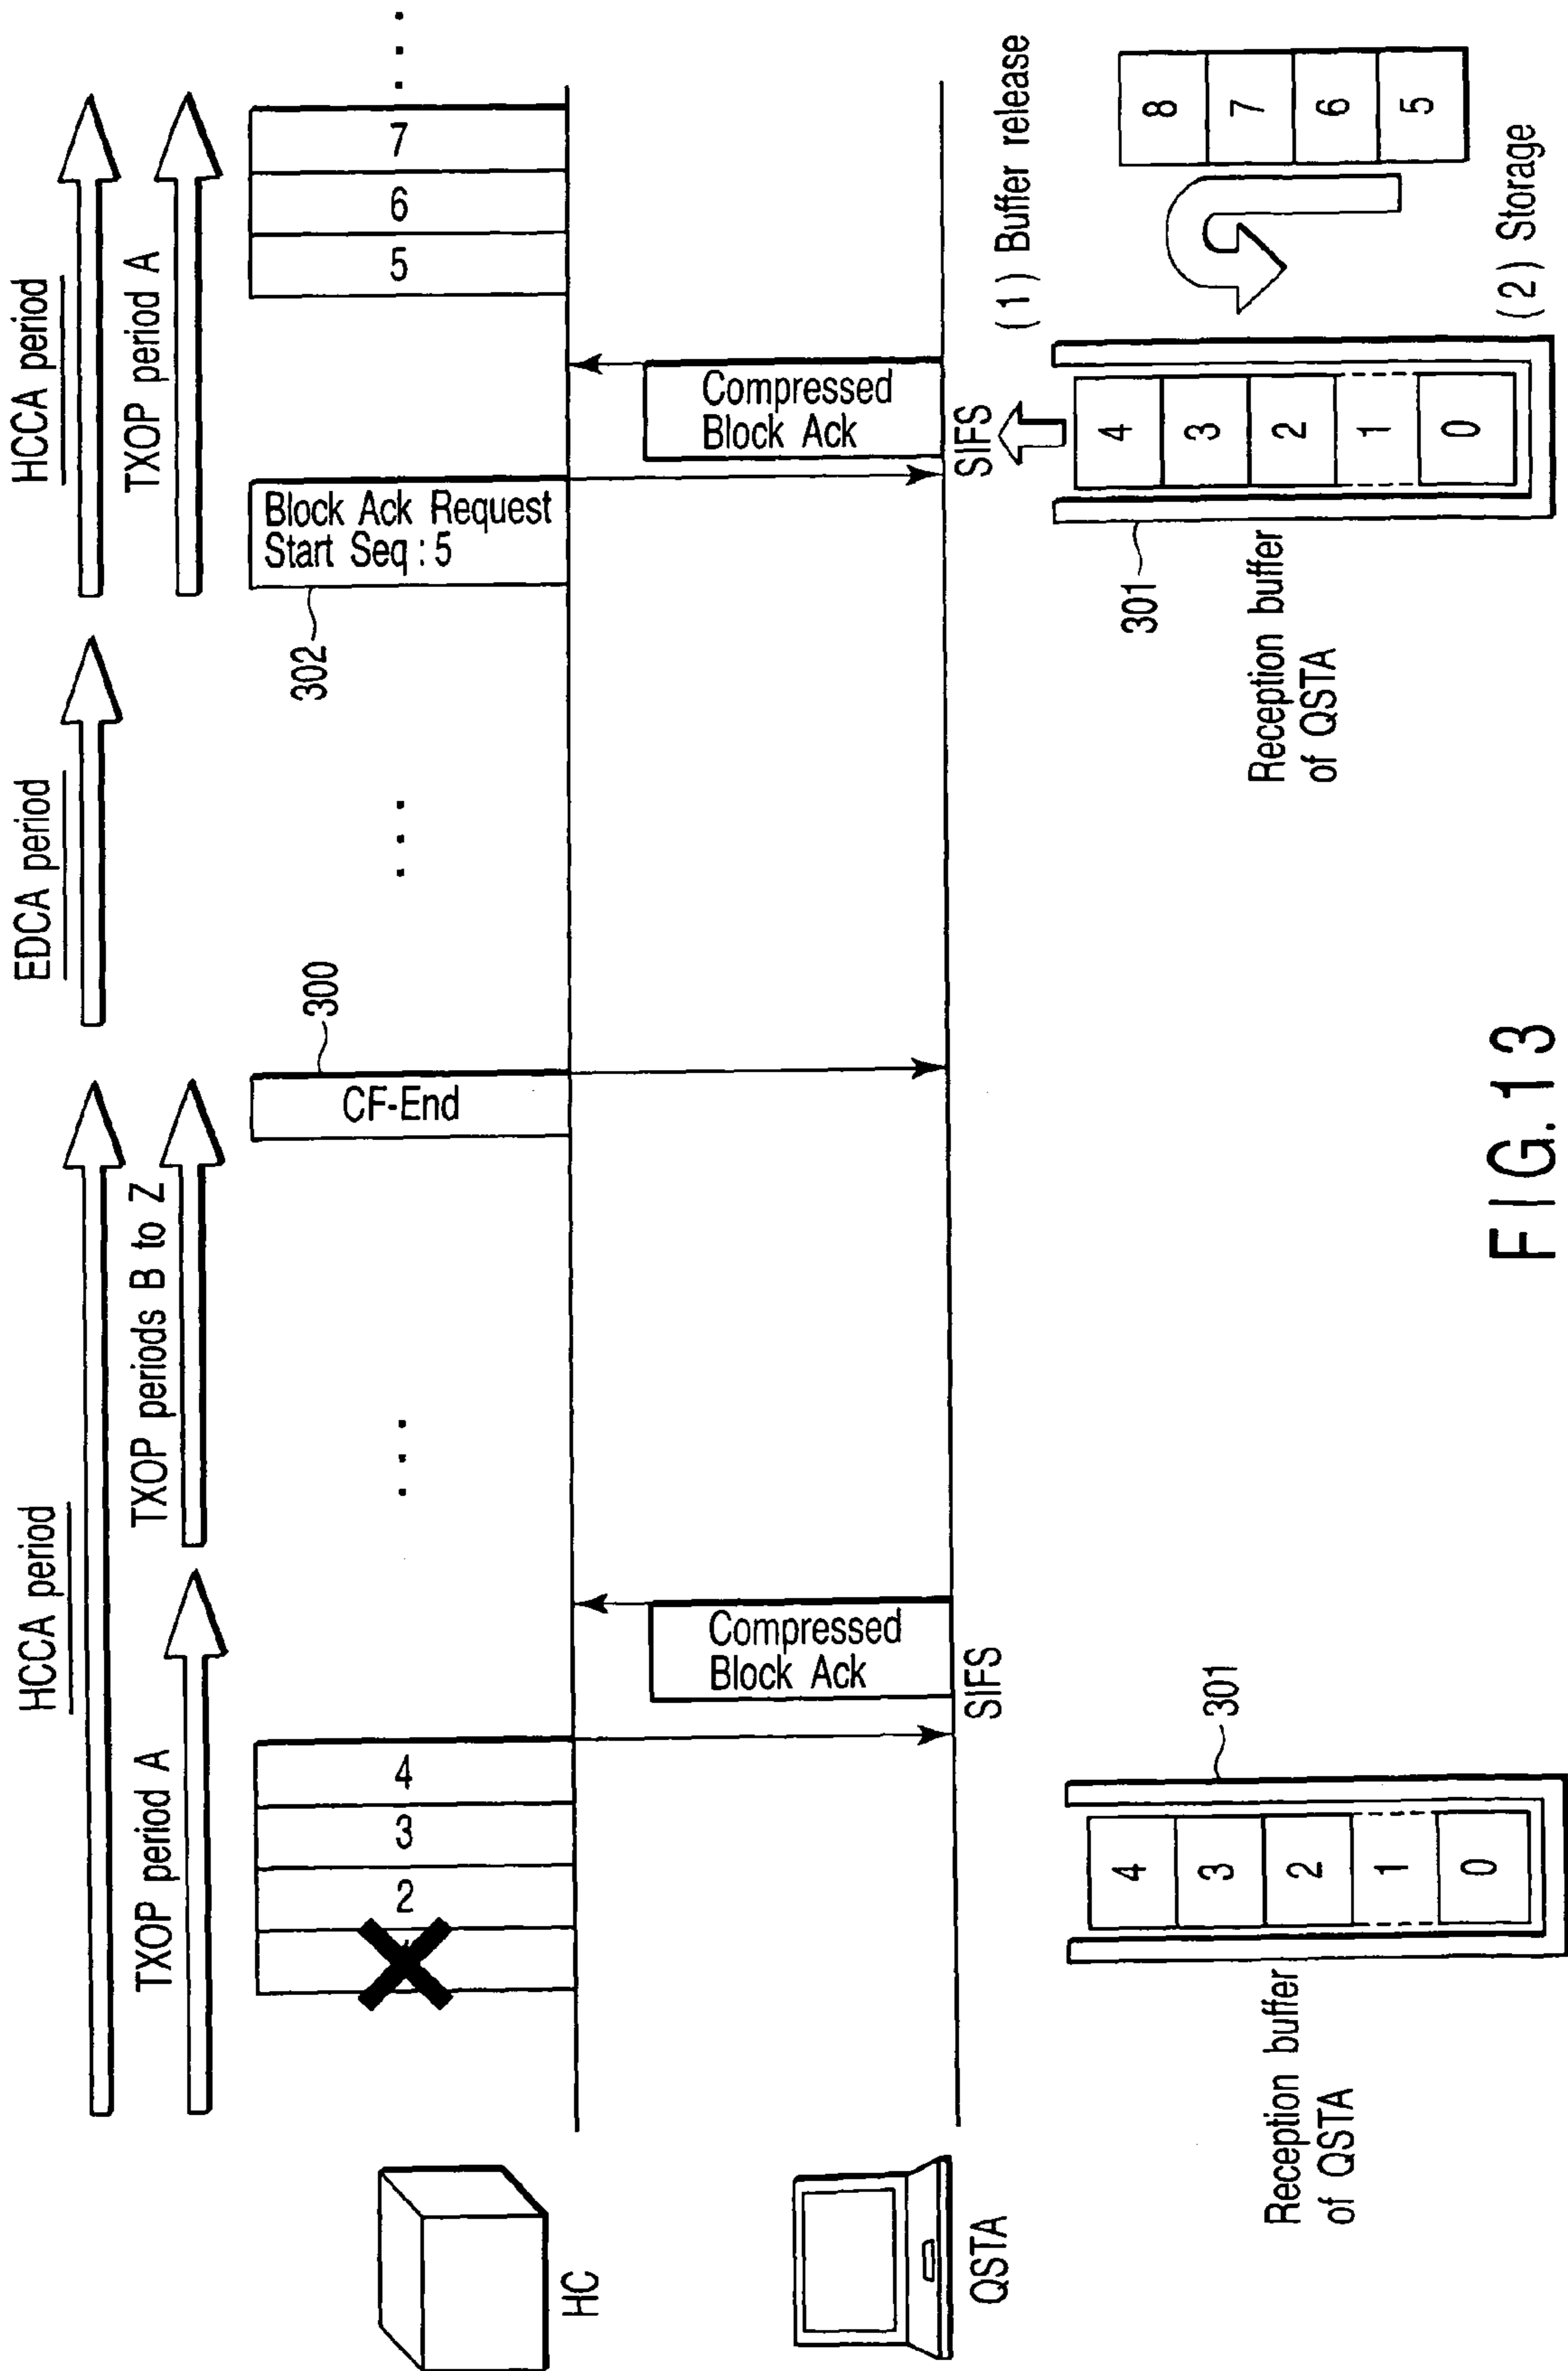 HCCA period
EDCA period
HCCA period
TXOP period A
TXOP periods B to Z
TXOP period A
2
3
4
. . .
CF-End
300
. . .
Block Ack Request
Start Seq : 5
302
5
6
7
. . .
HC
Compressed
Block Ack
Compressed
Block Ack
QSTA
SIFS
SIFS
(1) Buffer release
Reception buffer
of QSTA
4
3
2
1
0
301
Reception buffer
of QSTA
301
4
3
2
1
0
8
7
6
5
(2) Storage
FIG. 13